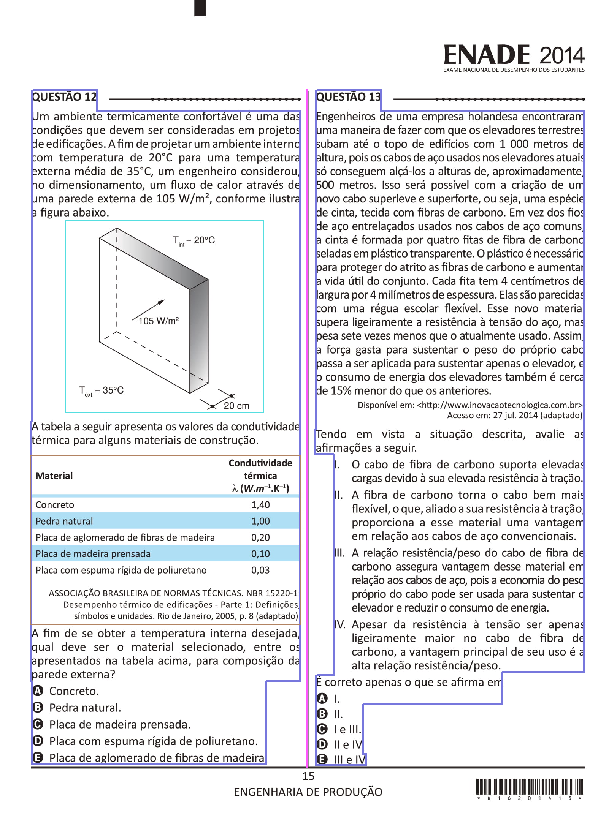 ENADE 2014
EXAME NACIONAL DE DESEMPENHO DOS ESTUDANTES
QUESTÃO 12
Um ambiente termicamente confortável é uma das
condições que devem ser consideradas em projetos
de edificações. A fim de projetar um ambiente interno
com temperatura de 20°C para uma temperatura
externa média de 35°C, um engenheiro considerou,
no dimensionamento, um fluxo de calor através de
uma parede externa de 105 W/m², conforme ilustra
a figura abaixo.
T_int = 20°C
105 W/m²
T_ext = 35°C
20 cm
A tabela a seguir apresenta os valores da condutividade
térmica para alguns materiais de construção.
Material Condutividade térmica λ (W.m⁻¹.K⁻¹)
Concreto 1,40
Pedra natural 1,00
Placa de aglomerado de fibras de madeira 0,20
Placa de madeira prensada 0,10
Placa com espuma rígida de poliuretano 0,03
ASSOCIAÇÃO BRASILEIRA DE NORMAS TÉCNICAS. NBR 15220-1
Desempenho térmico de edificações - Parte 1: Definições,
símbolos e unidades. Rio de Janeiro, 2005, p. 8 (adaptado)
A fim de se obter a temperatura interna desejada,
qual deve ser o material selecionado, entre os
apresentados na tabela acima, para composição da
parede externa?
A Concreto.
B Pedra natural.
C Placa de madeira prensada.
D Placa com espuma rígida de poliuretano.
E Placa de aglomerado de fibras de madeira
QUESTÃO 13
Engenheiros de uma empresa holandesa encontraram
uma maneira de fazer com que os elevadores terrestres
subam até o topo de edifícios com 1 000 metros de
altura, pois os cabos de aço usados nos elevadores atuais
só conseguem alçá-los a alturas de, aproximadamente,
500 metros. Isso será possível com a criação de um
novo cabo superleve e superforte, ou seja, uma espécie
de cinta, tecida com fibras de carbono. Em vez dos fios
de aço entrelaçados usados nos cabos de aço comuns,
a cinta é formada por quatro fitas de fibra de carbono
seladas em plástico transparente. O plástico é necessário
para proteger do atrito as fibras de carbono e aumentar
a vida útil do conjunto. Cada fita tem 4 centímetros de
largura por 4 milímetros de espessura. Elas são parecidas
com uma régua escolar flexível. Esse novo material
supera ligeiramente a resistência à tensão do aço, mas
pesa sete vezes menos que o atualmente usado. Assim,
a força gasta para sustentar o peso do próprio cabo
passa a ser aplicada para sustentar apenas o elevador, e
o consumo de energia dos elevadores também é cerca
de 15% menor do que os anteriores.
Disponível em: <http://www.inovacaotecnologica.com.br>
Acesso em: 27 jul. 2014 (adaptado)
Tendo em vista a situação descrita, avalie as
afirmações a seguir.
I. O cabo de fibra de carbono suporta elevadas
cargas devido à sua elevada resistência à tração.
II. A fibra de carbono torna o cabo bem mais
flexível, o que, aliado a sua resistência à tração,
proporciona a esse material uma vantagem
em relação aos cabos de aço convencionais.
III. A relação resistência/peso do cabo de fibra de
carbono assegura vantagem desse material em
relação aos cabos de aço, pois a economia do peso
próprio do cabo pode ser usada para sustentar o
elevador e reduzir o consumo de energia.
IV. Apesar da resistência à tensão ser apenas
ligeiramente maior no cabo de fibra de
carbono, a vantagem principal de seu uso é a
alta relação resistência/peso.
É correto apenas o que se afirma em
A I.
B II.
C I e III.
D II e IV
E III e IV
15
ENGENHARIA DE PRODUÇÃO